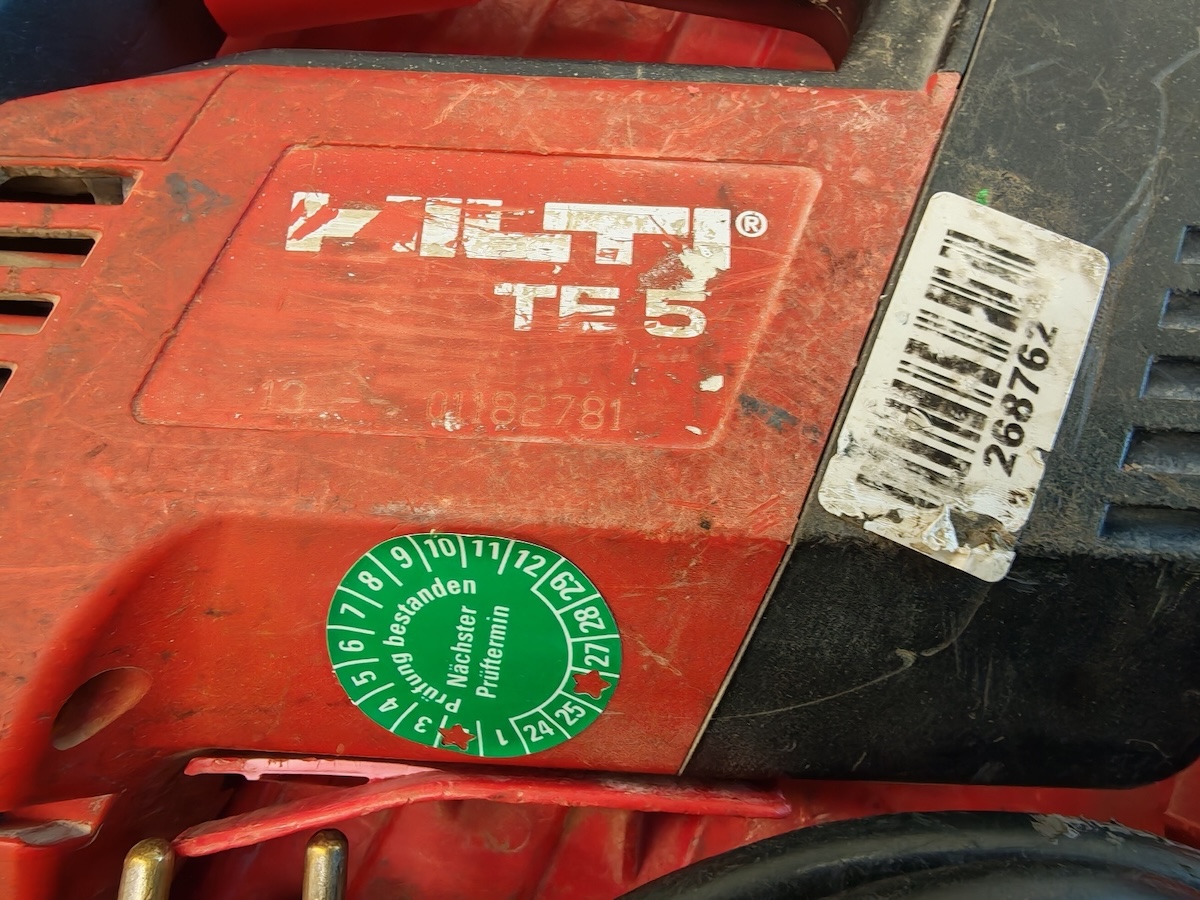 HILTI®
TE 5
12 01182781
268762
Prüfung bestanden
Nächster
Prüftermin
1 3 4 5 6 7 8 9 10 11 12
24 25 27 28 29